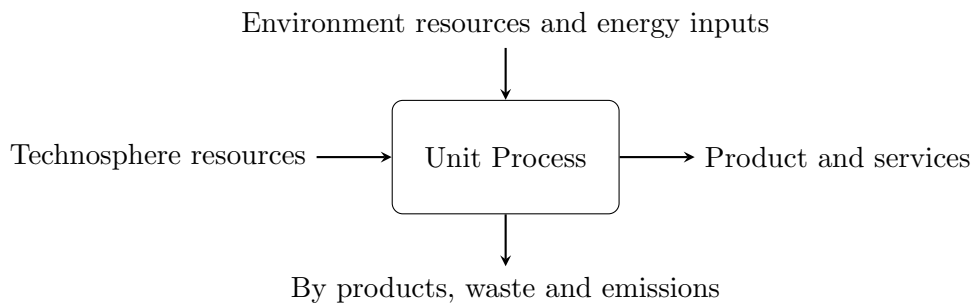 Environment resources and energy inputs
Technosphere resources
Unit Process
Product and services
By products, waste and emissions